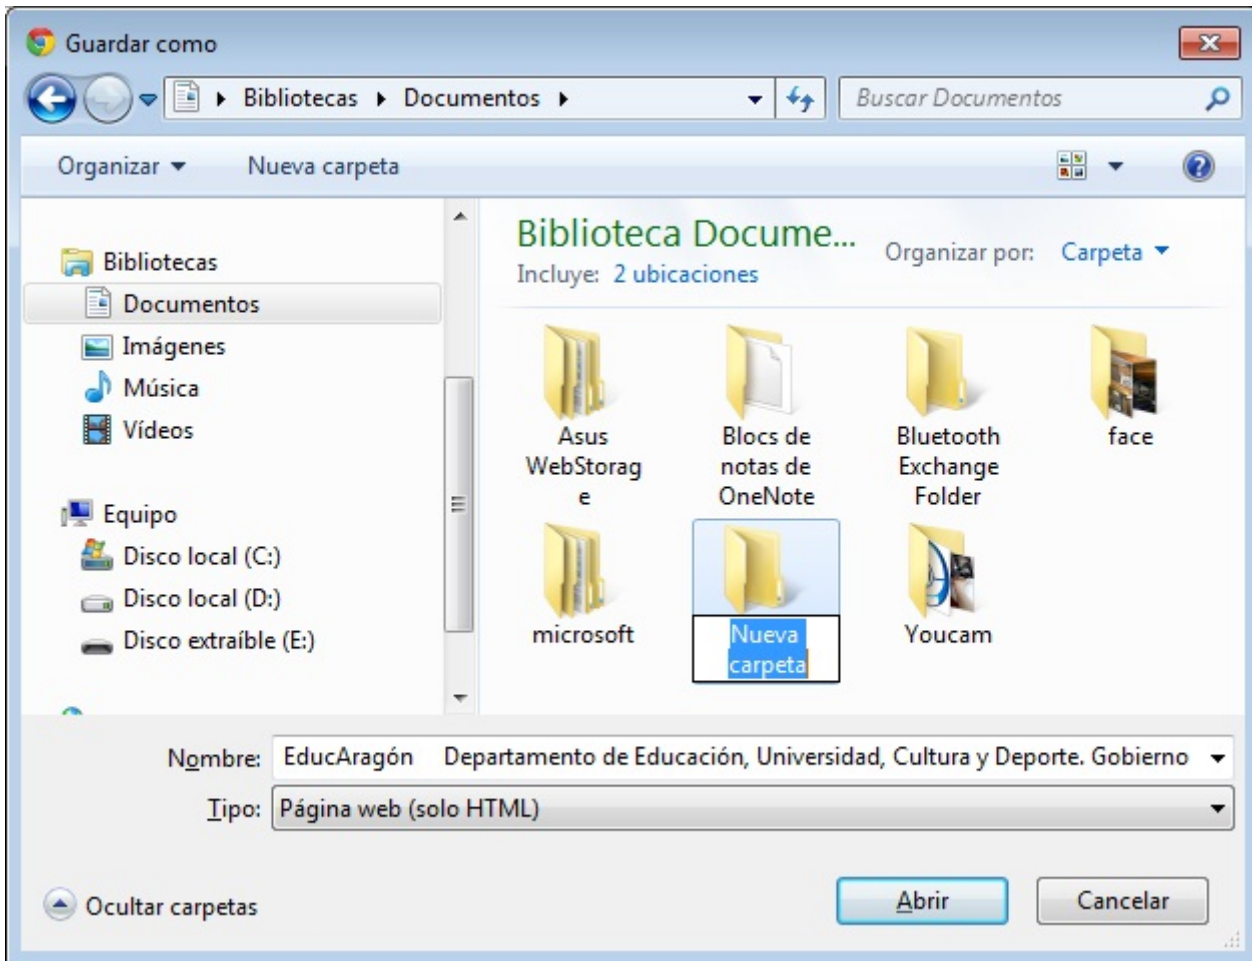 Guardar como
Bibliotecas Documentos
Buscar Documentos
Organizar
Nueva carpeta
Bibliotecas
Documentos
Imágenes
Música
Vídeos
Equipo
Disco local (C:)
Disco local (D:)
Disco extraíble (E:)
Biblioteca Docume...
Incluye: 2 ubicaciones
Organizar por: Carpeta
Asus
WebStorag
e
Blocs de
notas de
OneNote
Bluetooth
Exchange
Folder
face
microsoft
Nueva
carpeta
Youcam
Nombre: EducAragón Departamento de Educación, Universidad, Cultura y Deporte. Gobierno
Tipo: Página web (solo HTML)
Ocultar carpetas
Abrir
Cancelar